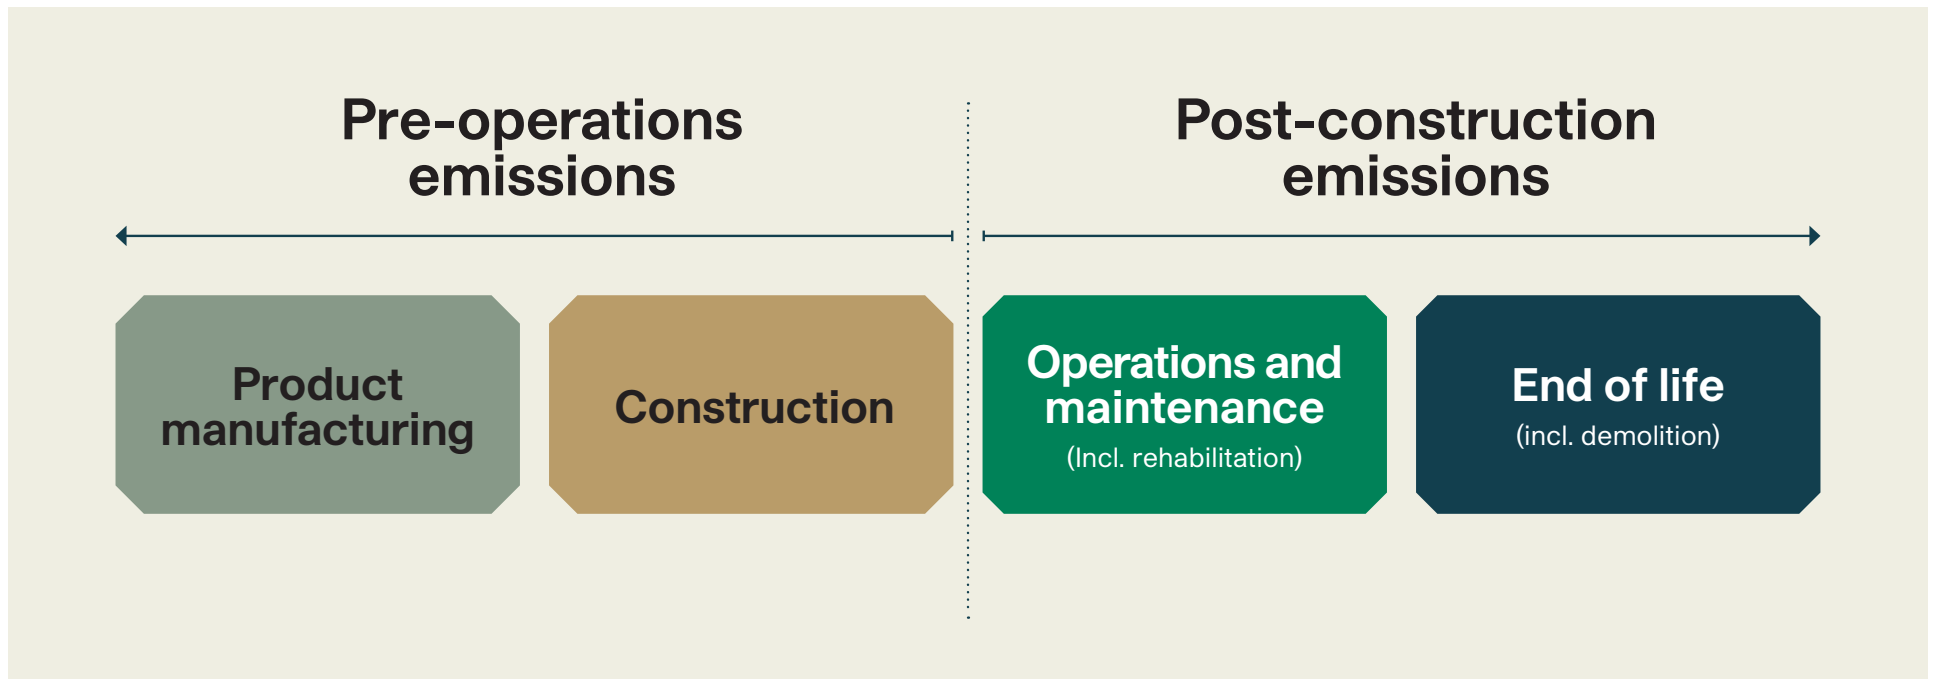 Pre-operations
emissions
Post-construction
emissions
Product
manufacturing
Construction
Operations and
maintenance
(Incl. rehabilitation)
End of life
(incl. demolition)